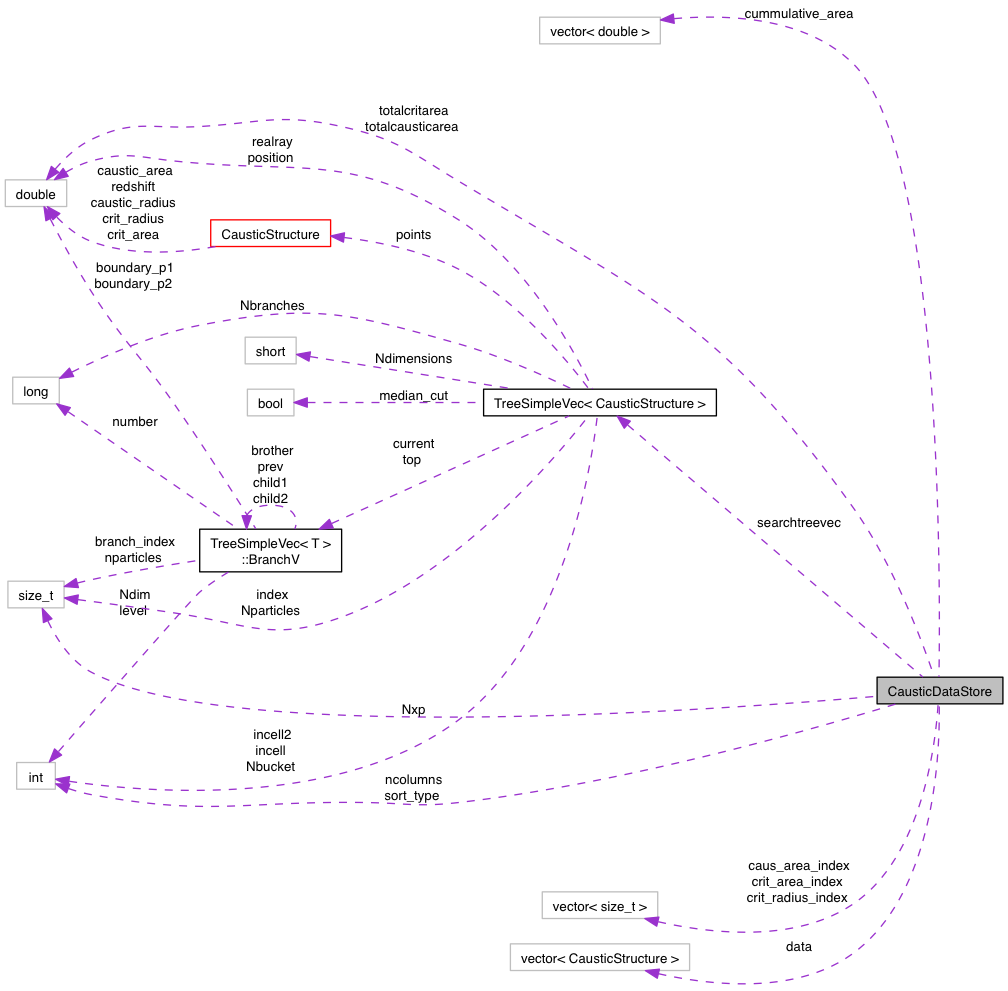 cummulative_area
vector< double >
totalcritarea
totalcausticarea
realray
position
caustic_area
redshift
caustic_radius
crit_radius
crit_area
double
CausticStructure
points
boundary_p1
boundary_p2
Nbranches
short
Ndimensions
long
bool
median_cut
TreeSimpleVec< CausticStructure >
number
current
top
brother
prev
child1
child2
searchtreevec
TreeSimpleVec< T >
::BranchV
branch_index
nparticles
size_t
Ndim
level
index
Nparticles
CausticDataStore
Nxp
incell2
incell
Nbucket
int
ncolumns
sort_type
caus_area_index
crit_area_index
crit_radius_index
vector< size_t >
data
vector< CausticStructure >